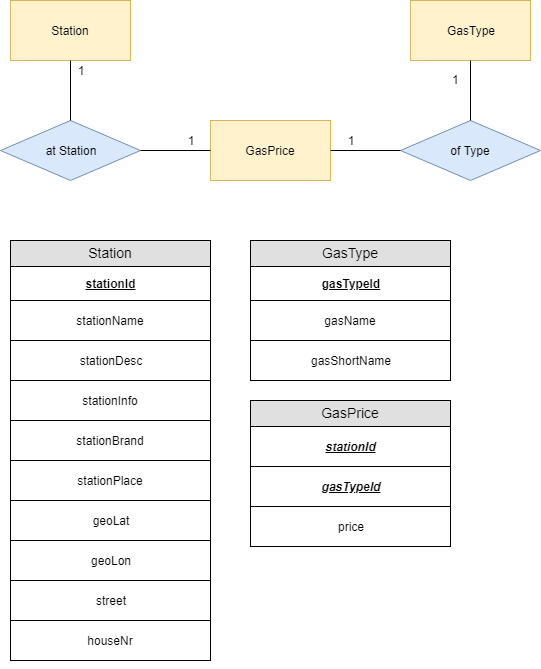 Station
GasType
1
1
at Station
1
GasPrice
1
of Type
Station
stationId
stationName
stationDesc
stationInfo
stationBrand
stationPlace
geoLat
geoLon
street
houseNr
GasType
gasTypeId
gasName
gasShortName
GasPrice
stationId
gasTypeId
price